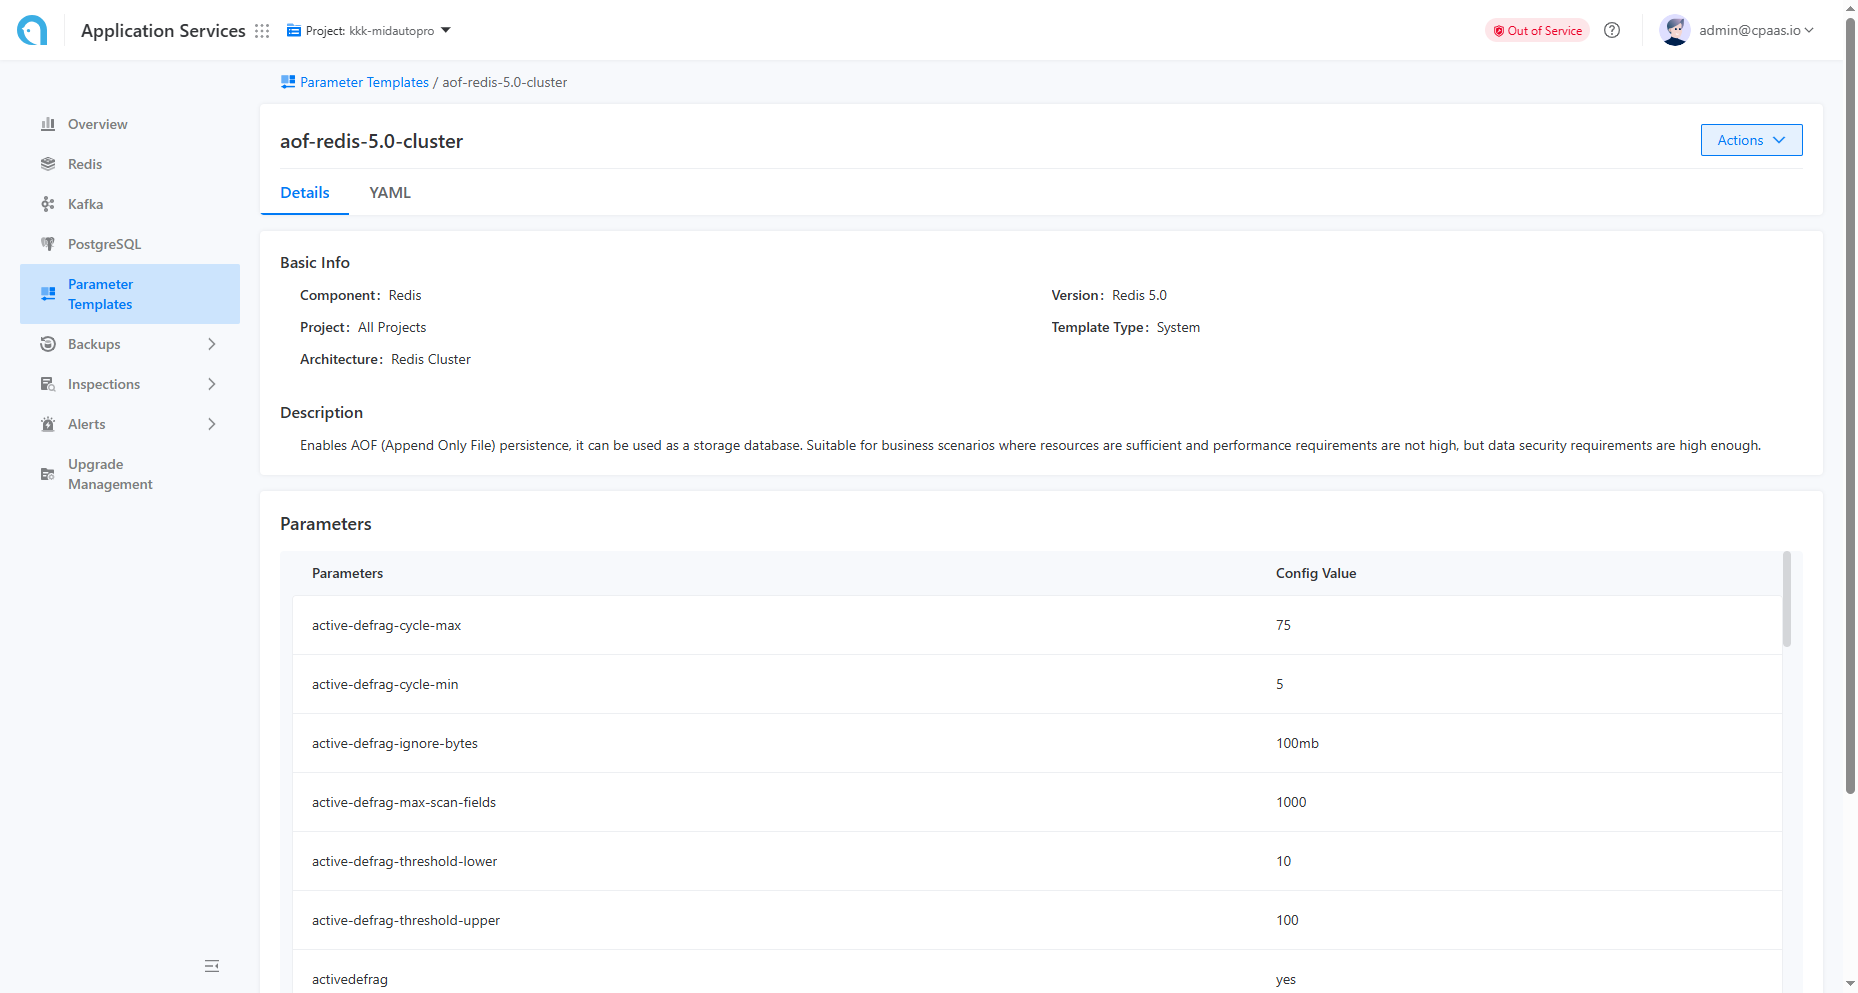 Application Services
Project: kkk-midautopro
Out of Service
admin@cpaas.io
Overview
Redis
Kafka
PostgreSQL
Parameter
Templates
Backups
Inspections
Alerts
Upgrade
Management
Parameter Templates / aof-redis-5.0-cluster
aof-redis-5.0-cluster
Actions
Details YAML
Basic Info
Component: Redis
Version: Redis 5.0
Project: All Projects
Template Type: System
Architecture: Redis Cluster
Description
Enables AOF (Append Only File) persistence, it can be used as a storage database. Suitable for business scenarios where resources are sufficient and performance requirements are not high, but data security requirements are high enough.
Parameters
Parameters Config Value
active-defrag-cycle-max 75
active-defrag-cycle-min 5
active-defrag-ignore-bytes 100mb
active-defrag-max-scan-fields 1000
active-defrag-threshold-lower 10
active-defrag-threshold-upper 100
activedefrag yes